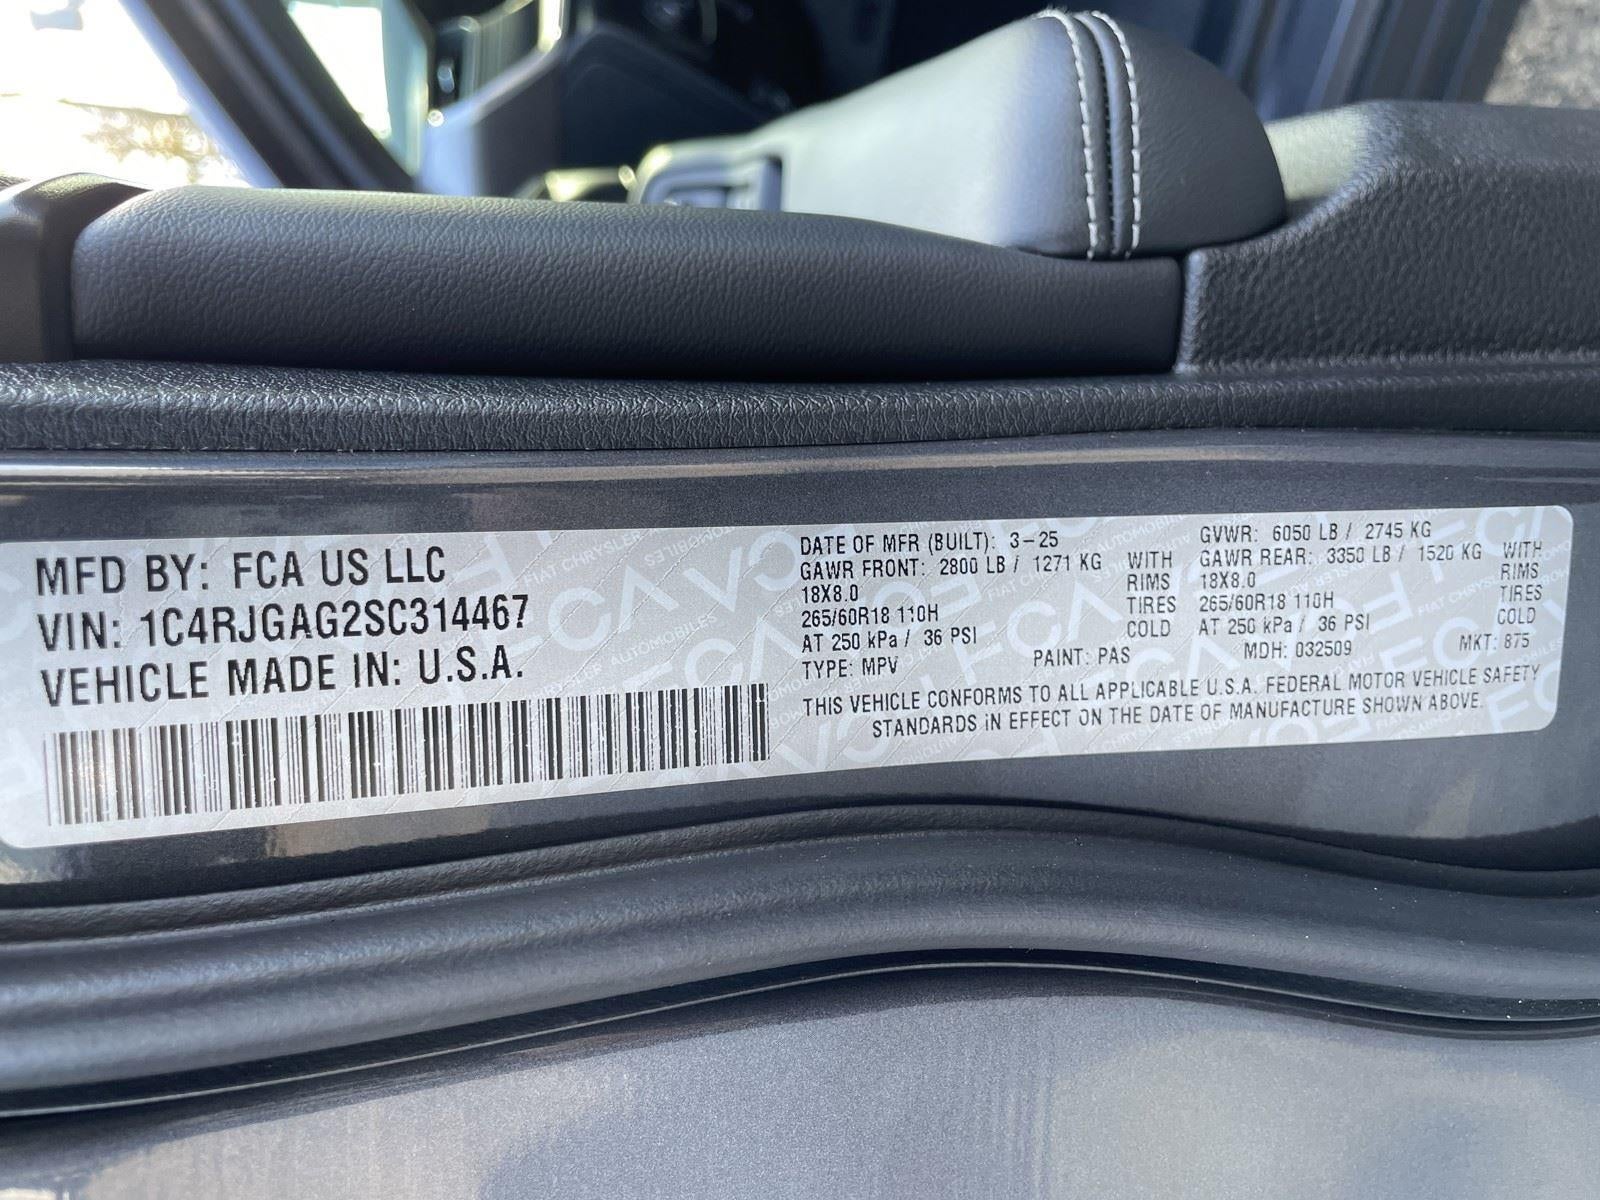 MFD BY: FCA US LLC
VIN: 1C4RJGAG2SC314467
VEHICLE MADE IN: U.S.A.
DATE OF MFR (BUILT): 3-25
GAWR FRONT: 2800 LB / 1271 KG WITH
18X8.0 RIMS
265/60R18 110H TIRES
AT 250 kPa / 36 PSI COLD
TYPE: MPV PAINT: PAS
GVWR: 6050 LB / 2745 KG
GAWR REAR: 3350 LB / 1520 KG WITH
18X8.0 RIMS
265/60R18 110H TIRES
AT 250 kPa / 36 PSI COLD
MDH: 032509 MKT: 875
THIS VEHICLE CONFORMS TO ALL APPLICABLE U.S.A. FEDERAL MOTOR VEHICLE SAFETY
STANDARDS IN EFFECT ON THE DATE OF MANUFACTURE SHOWN ABOVE.